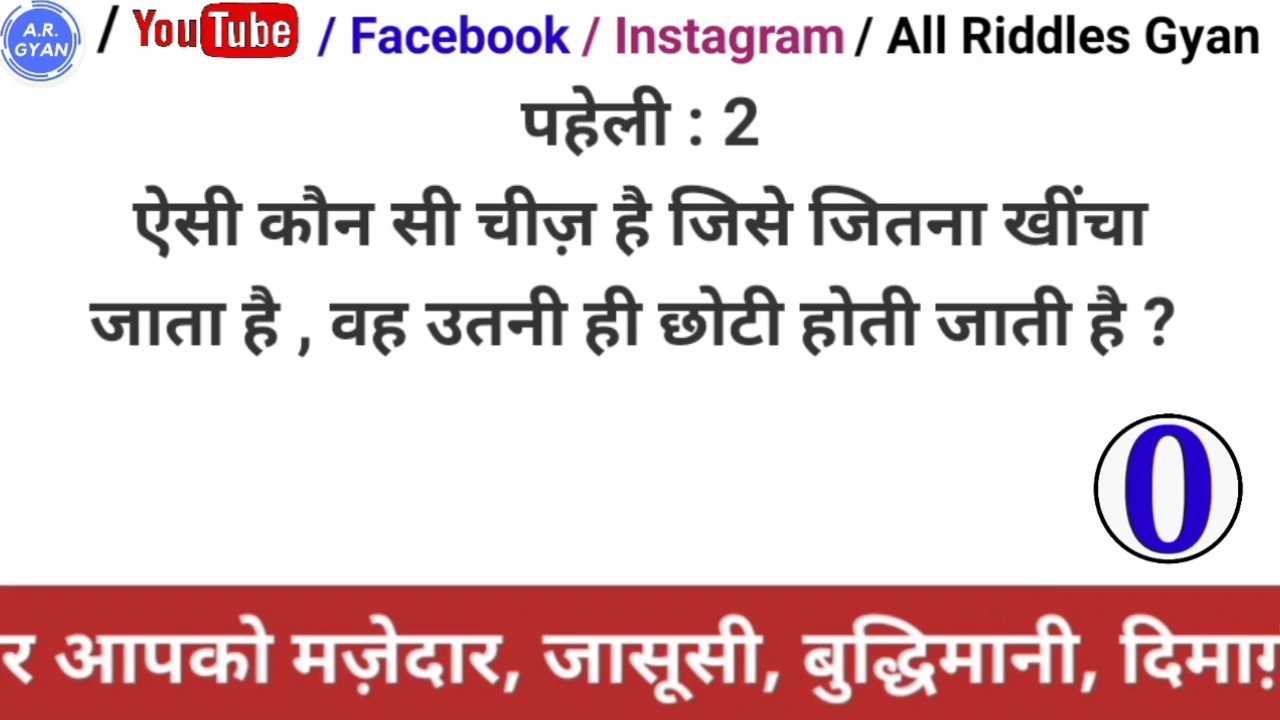 A.R. GYAN / YouTube / Facebook / Instagram / All Riddles Gyan
पहेली : 2
ऐसी कौन सी चीज़ है जिसे जितना खींचा
जाता है , वह उतनी ही छोटी होती जाती है ?
0
र आपको मज़ेदार, जासूसी, बुद्धिमानी, दिमाग़